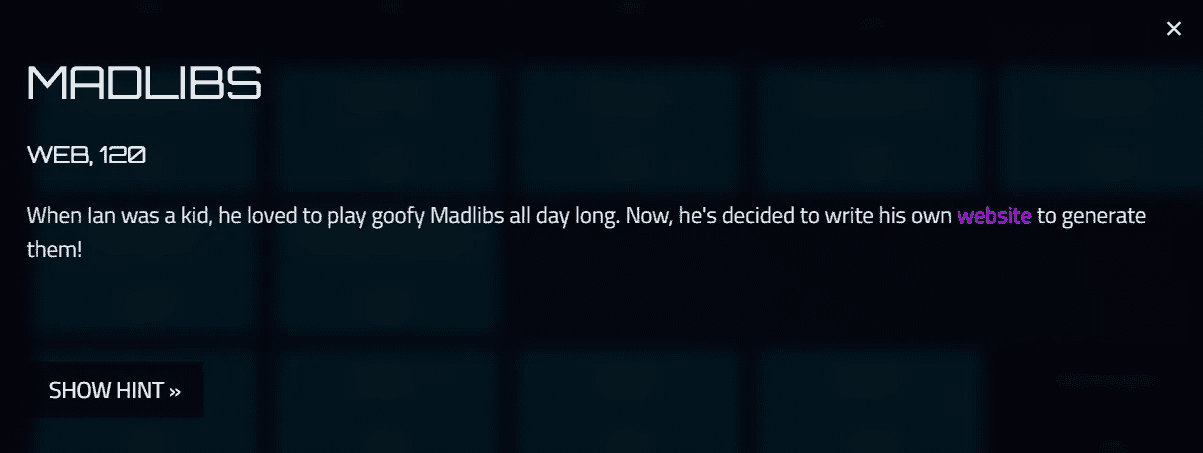 ×
MADLIBS
WEB, 120
When Ian was a kid, he loved to play goofy Madlibs all day long. Now, he's decided to write his own website to generate
them!
SHOW HINT »